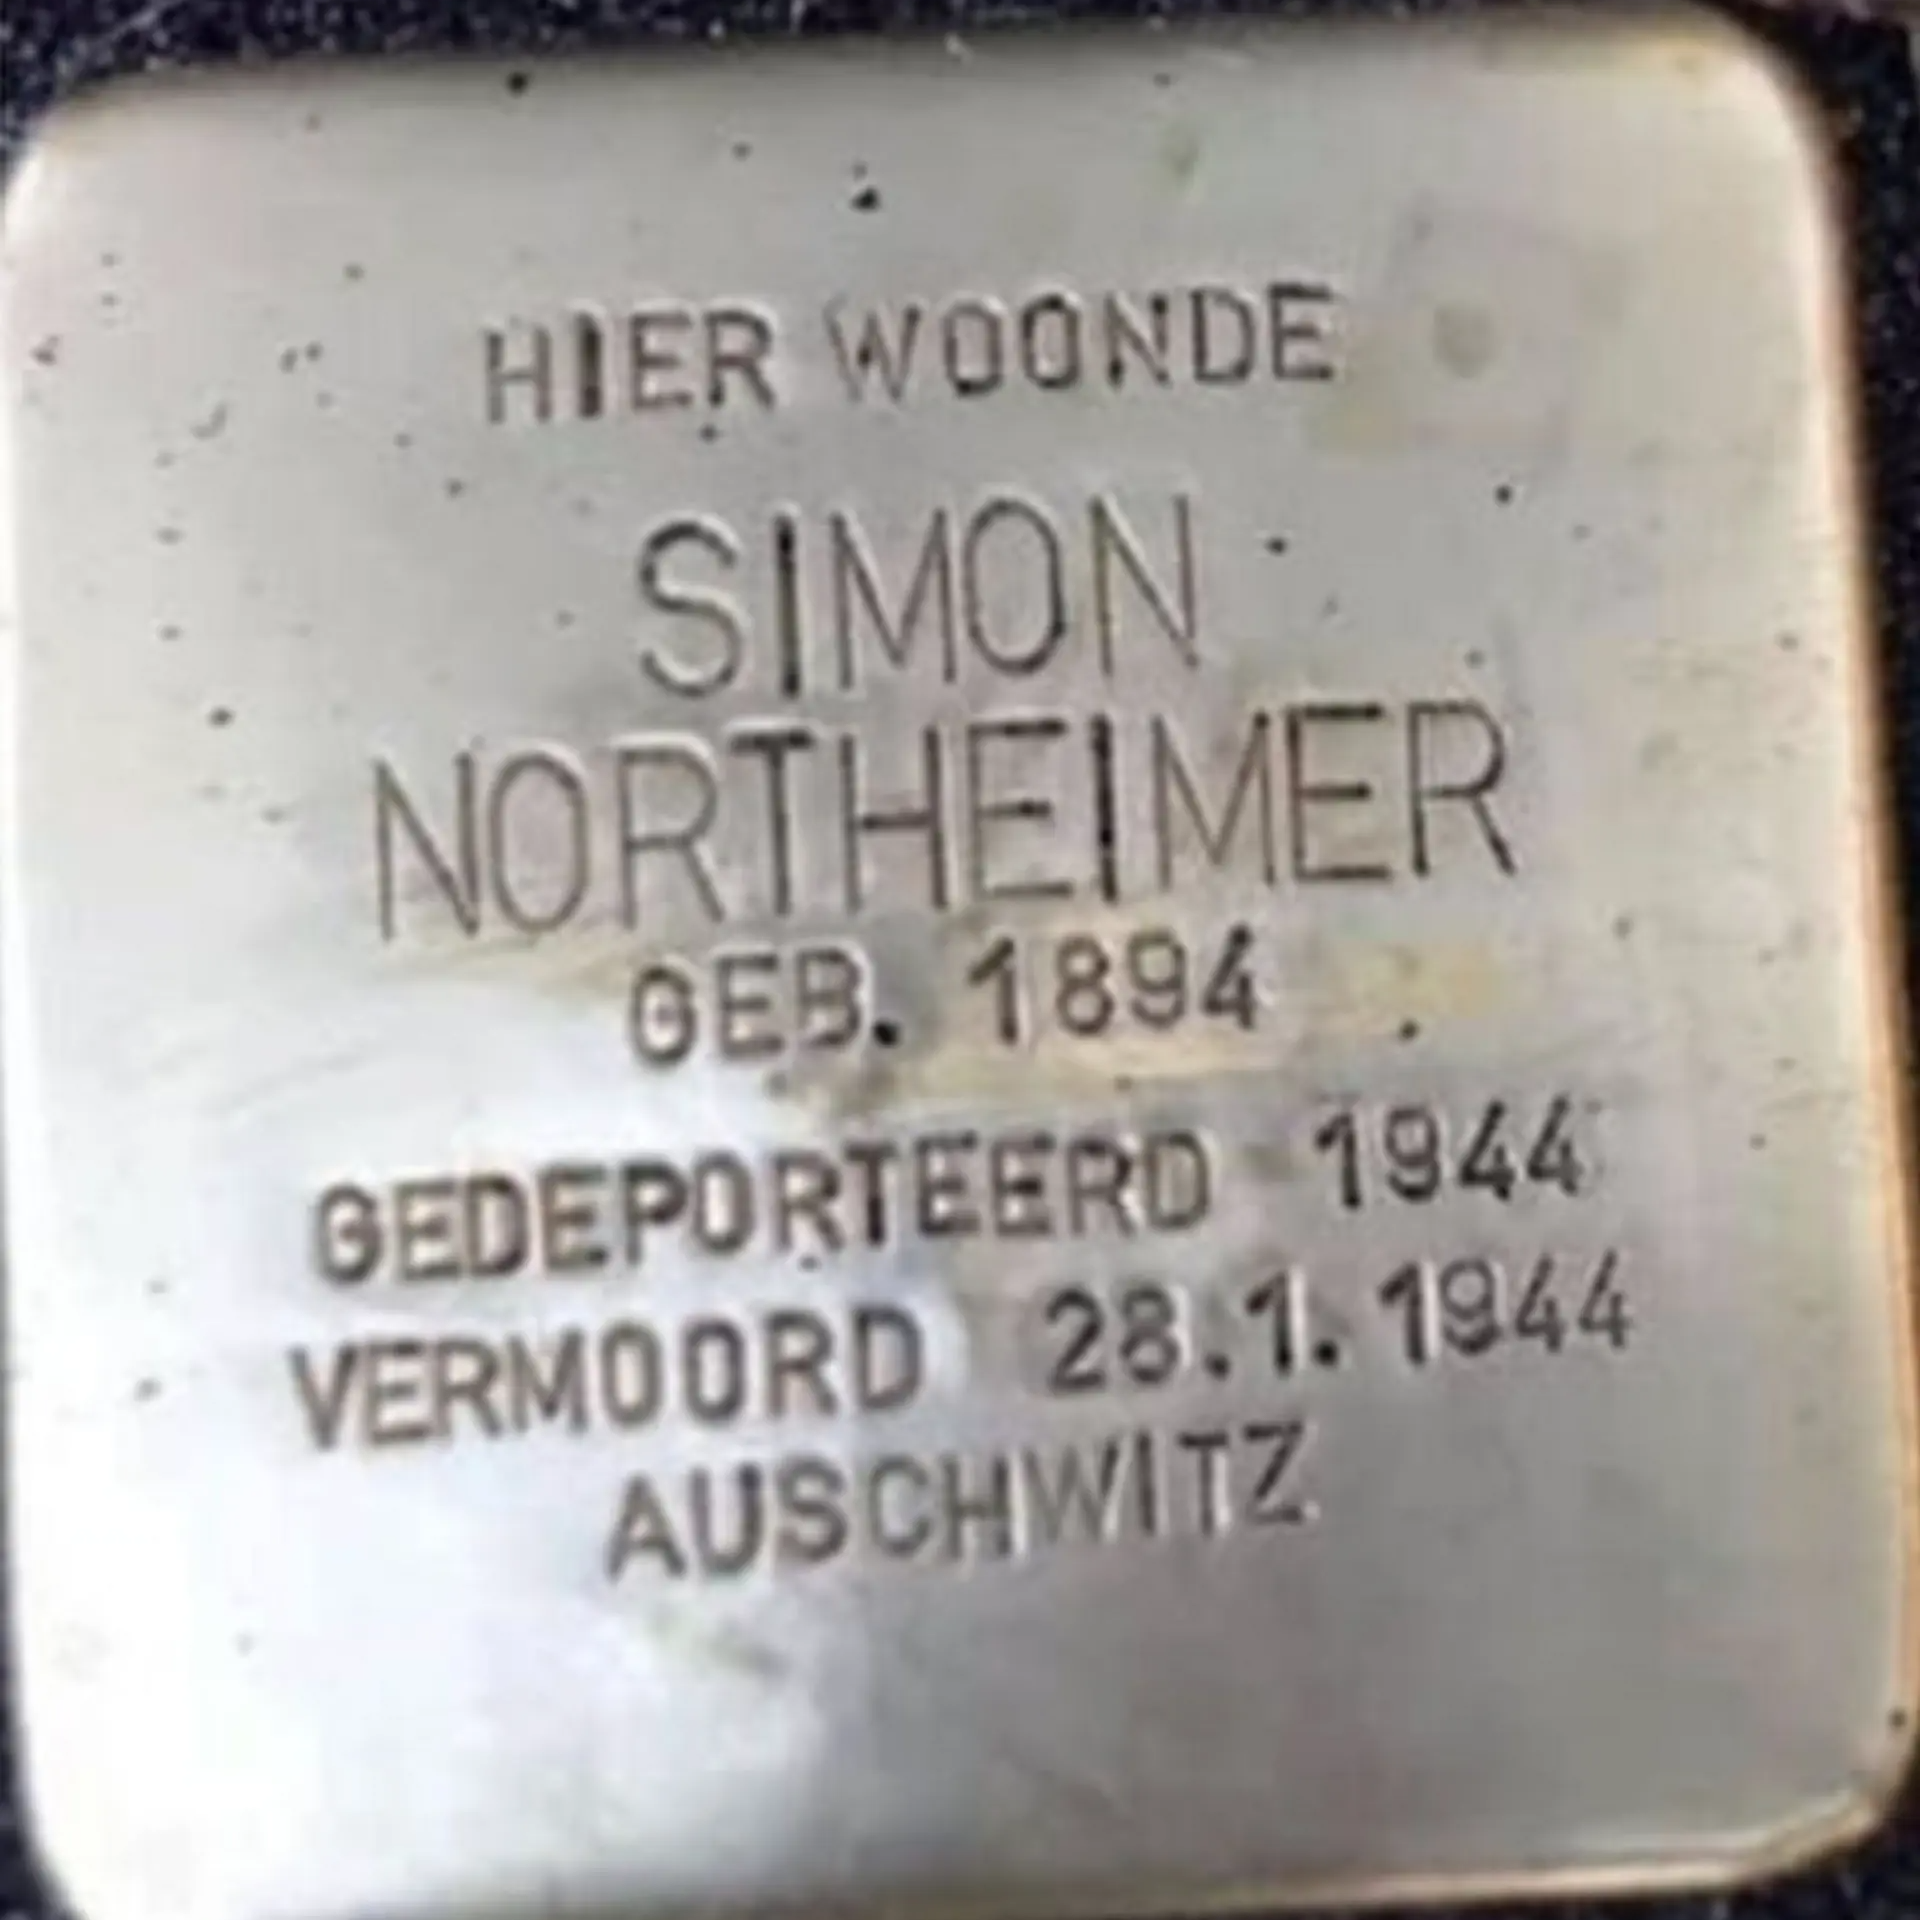 HIER WOONDE
SIMON
NORTHEIMER
GEB. 1894
GEDEPORTEERD 1944
VERMOORD 28.1.1944
AUSCHWITZ